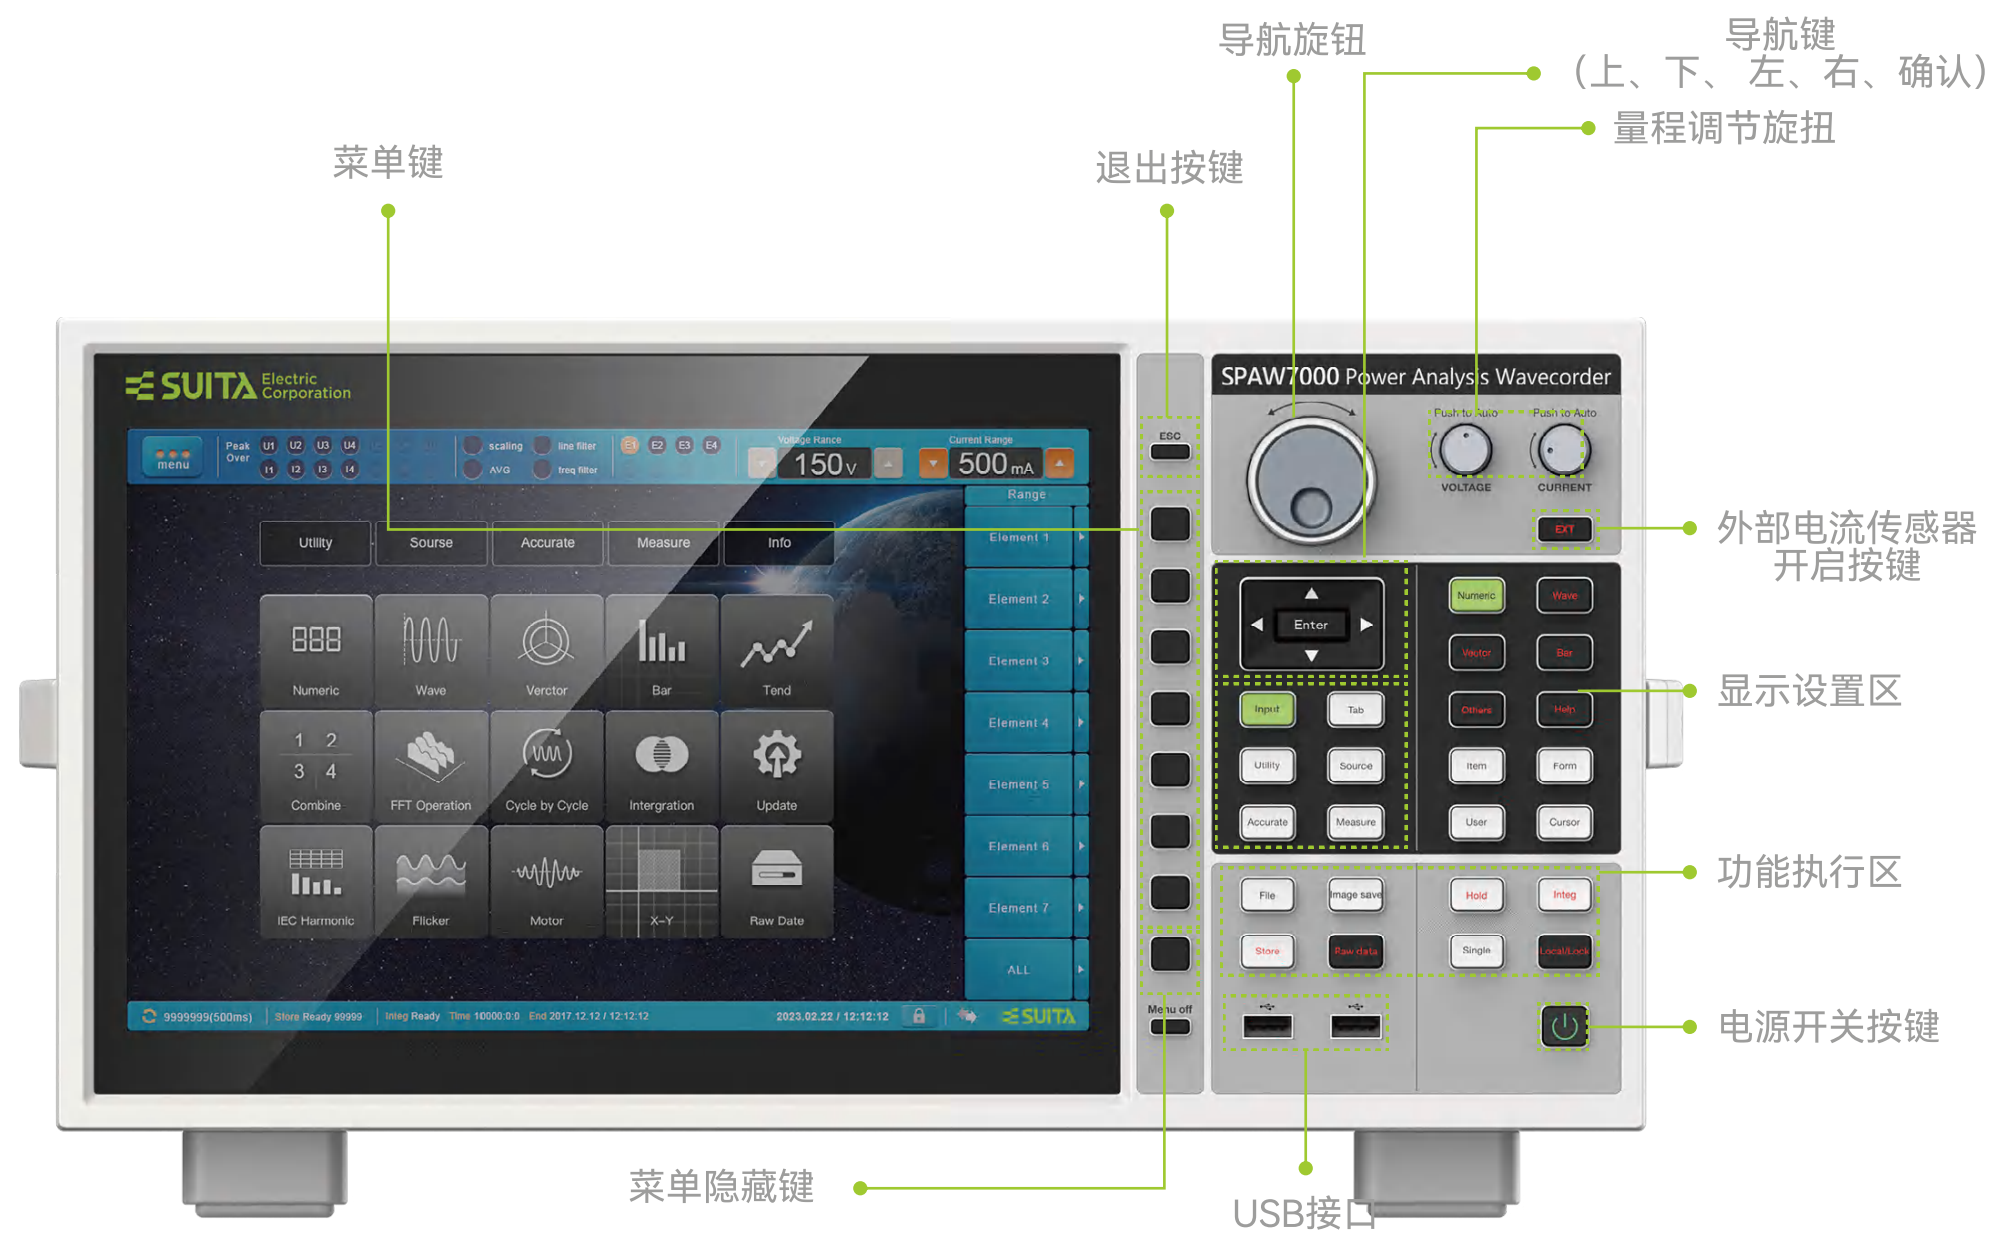 导航旋钮
导航键
（上、下、 左、右、确认）
量程调节旋扭
菜单键
退出按键
SUITA Electric Corporation
SPAW7000 Power Analysis Wavecorder
Push to Auto
Push to Auto
VOLTAGE
CURRENT
EXT
外部电流传感器
开启按键
menu
Peak Over
U1 U2 U3 U4
I1 I2 I3 I4
scaling
line filter
AVG
freq filter
E1 E2 E3 E4
Voltage Rance
150V
Current Range
500mA
ESC
Range
Element 1
Element 2
Element 3
Element 4
Element 5
Element 6
Element 7
ALL
Utility
Sourse
Accurate
Measure
Info
Numeric
Wave
Verctor
Bar
Tend
1 2
3 4
Combine
FFT Operation
Cycle by Cycle
Intergration
Update
IEC Harmonic
Flicker
Motor
X-Y
Raw Date
9999999(500ms)
Store Ready 99999
Integ Ready
Time 10000:0:0
End 2017.12.12 / 12:12:12
2023.02.22 / 12:12:12
SUITA
Menu off
Enter
Numeric
Wave
Vector
Bar
Others
Help
显示设置区
Item
Form
User
Cursor
Input
Tab
Utility
Source
Accurate
Measure
File
Image save
Store
Raw data
Hold
Integ
Single
Local/Lock
功能执行区
电源开关按键
菜单隐藏键
USB接口